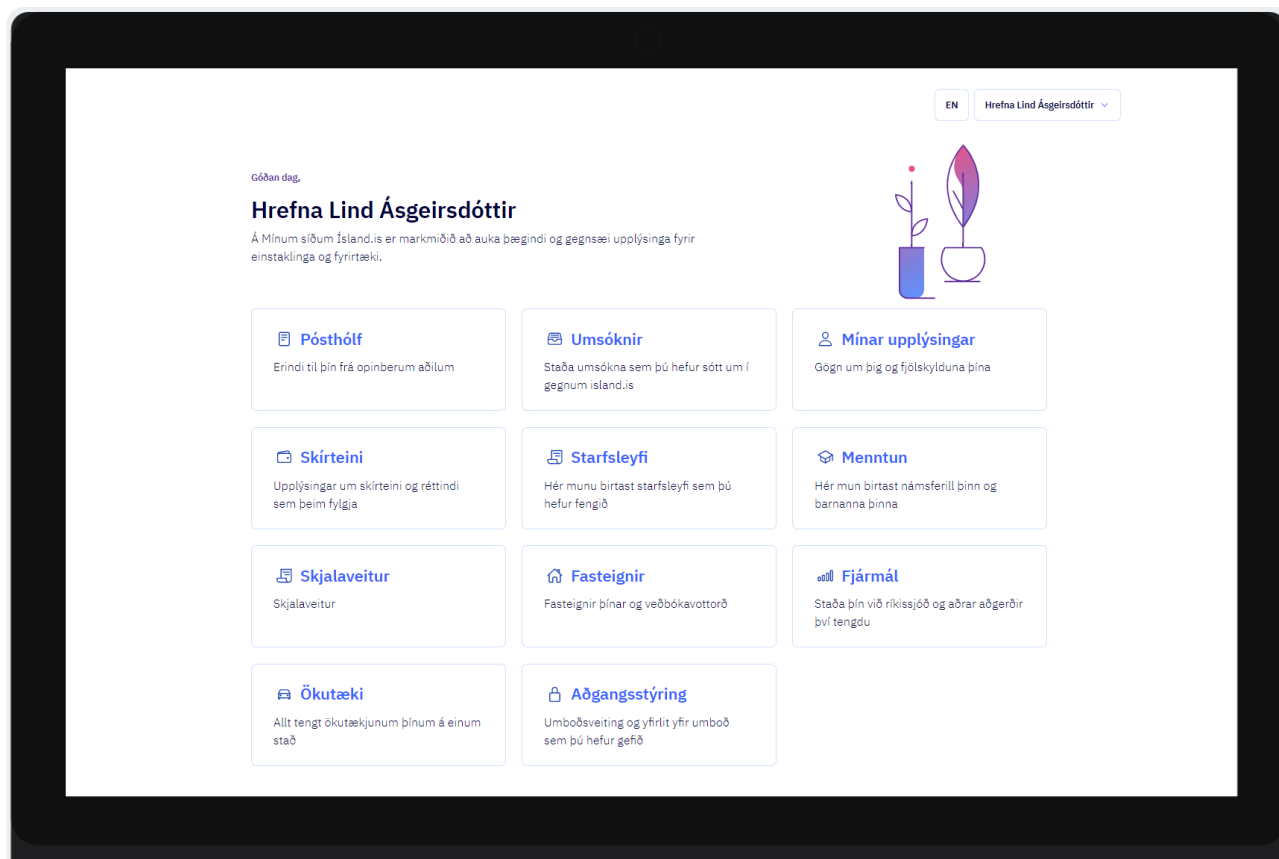 EN
Hrefna Lind Ásgeirsdóttir
Góðan dag,
Hrefna Lind Ásgeirsdóttir
Á Mínum síðum Ísland.is er markmiðið að auka þægindi og gegnsæi upplýsinga fyrir
einstaklinga og fyrirtæki.
Pósthólf
Erindi til þín frá opinberum aðilum
Umsóknir
Staða umsókna sem þú hefur sótt um í
gegnum island.is
Mínar upplýsingar
Gögn um þig og fjölskylduna þína
Skírteini
Upplýsingar um skírteini og réttindi
sem þeim fylgja
Starfsleyfi
Hér munu birtast starfsleyfi sem þú
hefur fengið
Menntun
Hér mun birtast námsferill þinn og
barnanna þinna
Skjalaveitur
Skjalaveitur
Fasteignir
Fasteignir þínar og veðbókavottorð
Fjármál
Staða þín við ríkissjóð og aðrar aðgerðir
því tengdu
Ökutæki
Allt tengt ökutækjunum þínum á einum
stað
Aðgangsstýring
Umboðsveiting og yfirlit yfir umboð
sem þú hefur gefið